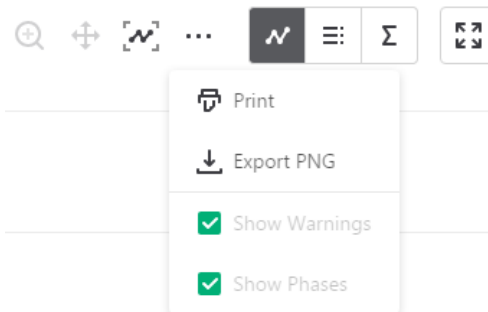 Σ
Print
Export PNG
Show Warnings
Show Phases